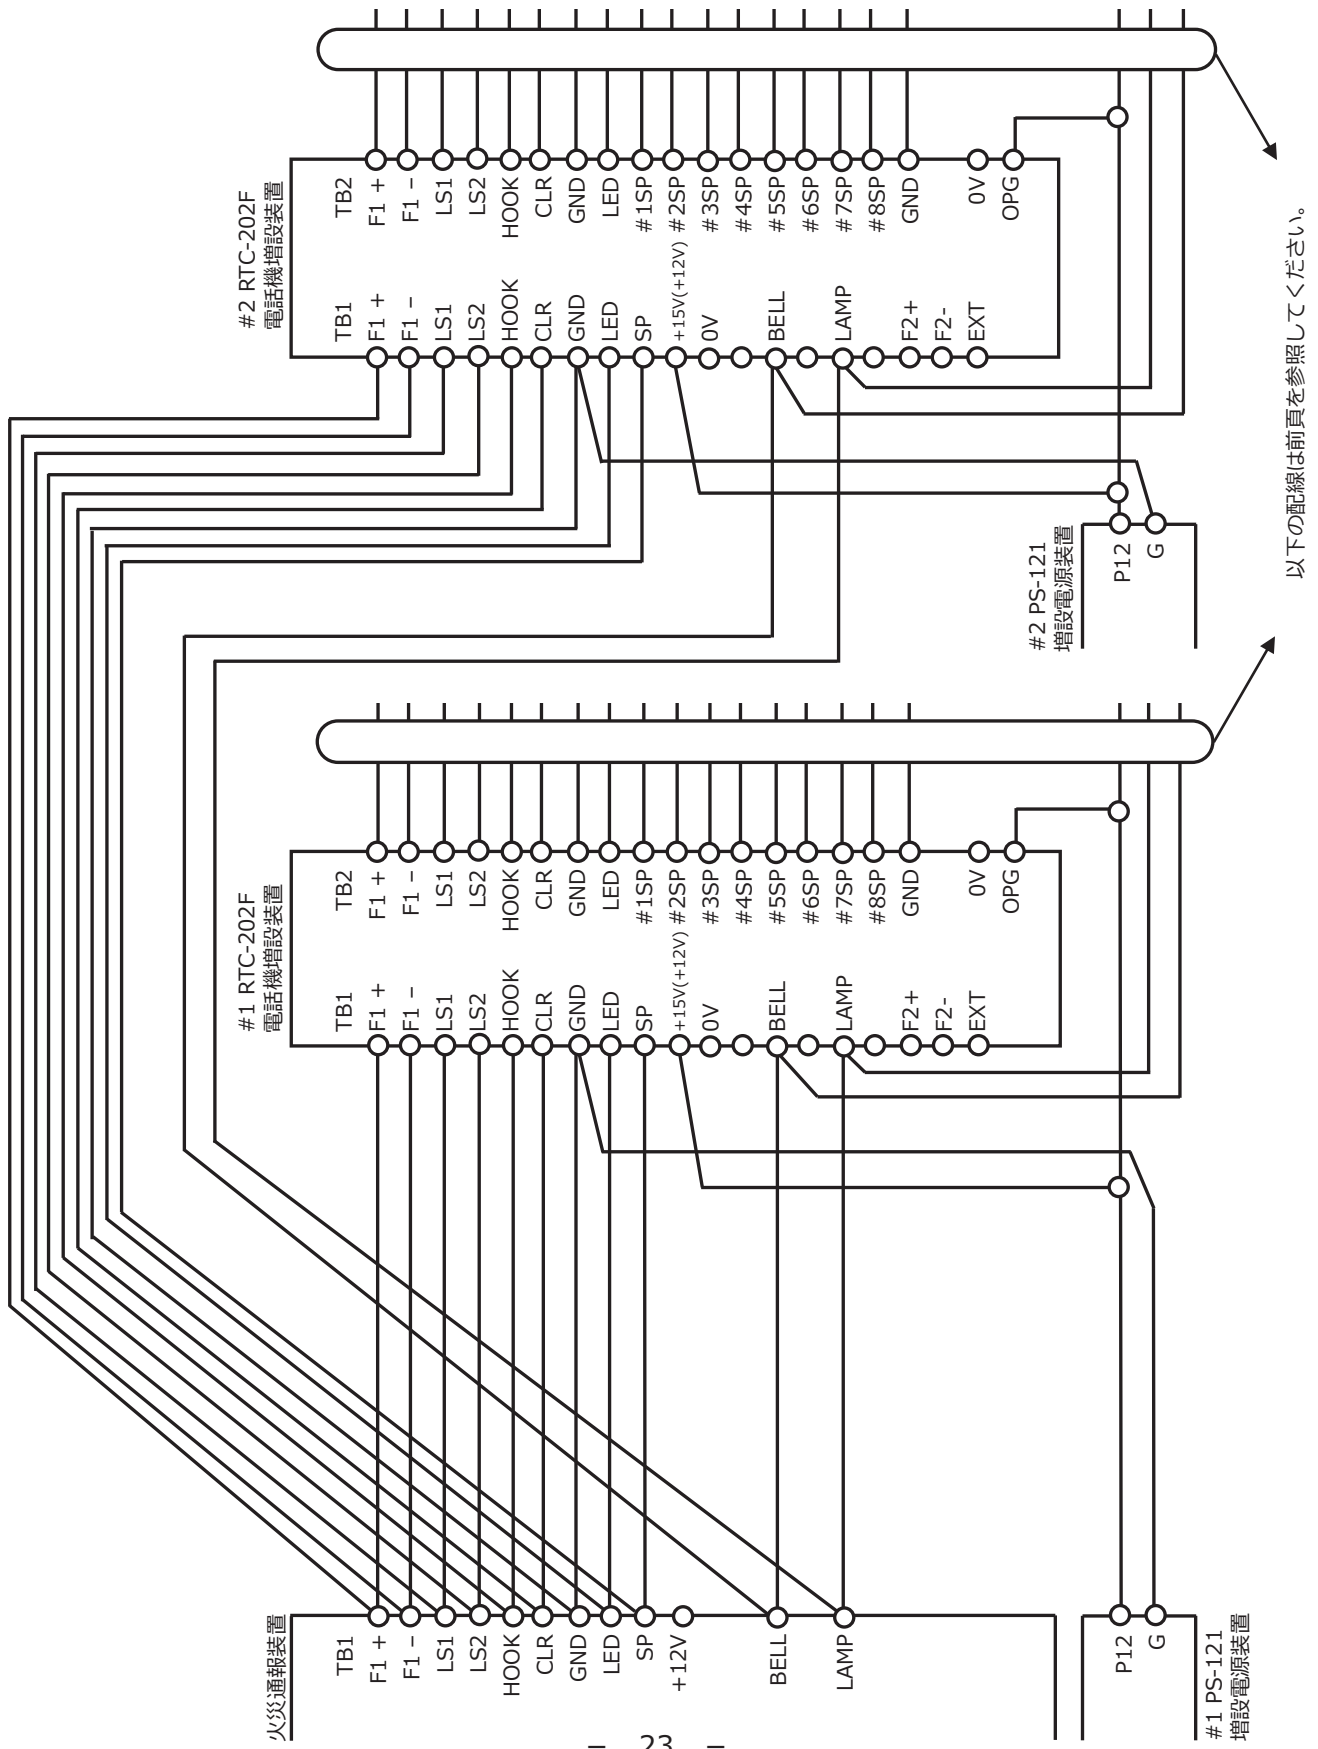 #2 RTC-202F
電話機増設装置
TB2
F1 +
F1 −
LS1
LS2
HOOK
CLR
GND
LED
#1SP
#2SP
#3SP
#4SP
#5SP
#6SP
#7SP
#8SP
GND
0V
OPG
TB1
F1 +
F1 −
LS1
LS2
HOOK
CLR
GND
LED
SP
+15V(+12V)
0V
BELL
LAMP
F2+
F2-
EXT
以下の配線は前頁を参照してください。
#2 PS-121
増設電源装置
P12
G
#1 RTC-202F
電話機増設装置
TB2
F1 +
F1 −
LS1
LS2
HOOK
CLR
GND
LED
#1SP
#2SP
#3SP
#4SP
#5SP
#6SP
#7SP
#8SP
GND
0V
OPG
TB1
F1 +
F1 −
LS1
LS2
HOOK
CLR
GND
LED
SP
+15V(+12V)
0V
BELL
LAMP
F2+
F2-
EXT
火災通報装置
TB1
F1 +
F1 −
LS1
LS2
HOOK
CLR
GND
LED
SP
+12V
BELL
LAMP
P12
G
#1 PS-121
増設電源装置
− 23 −